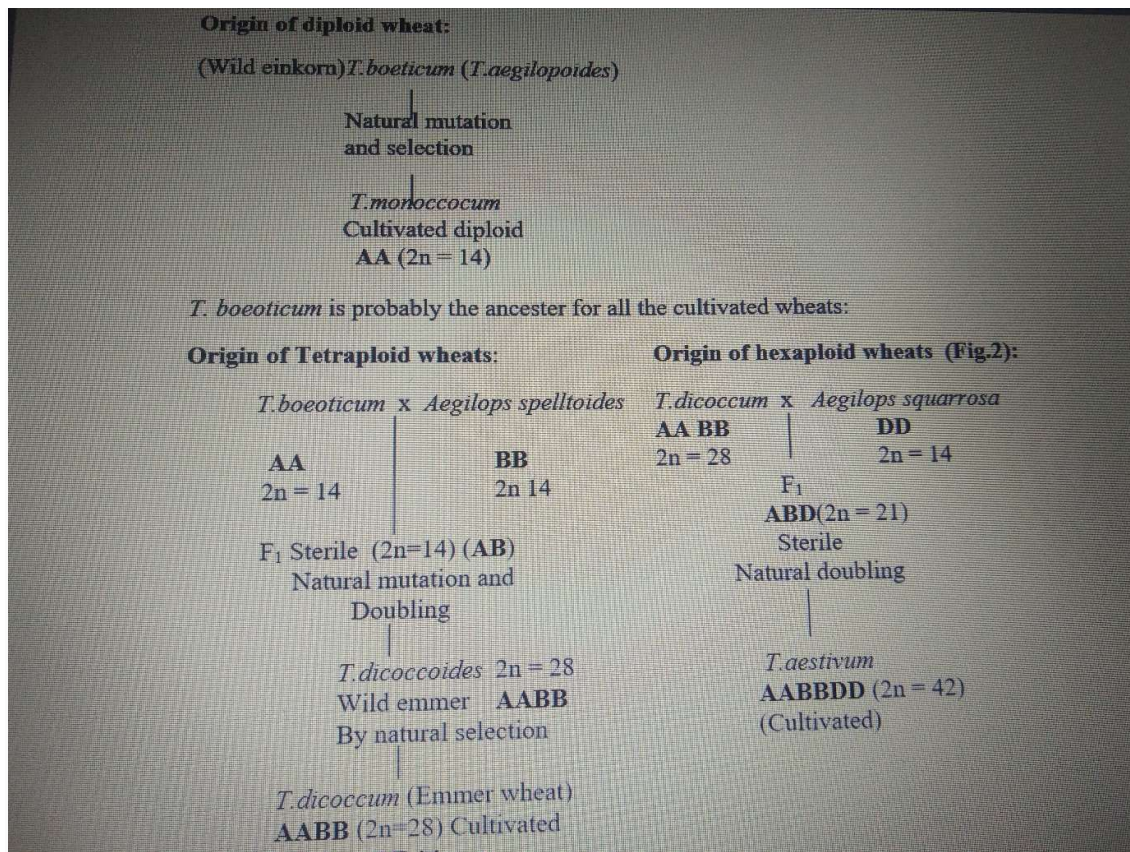 Origin of diploid wheat:
(Wild einkorn)T.boeticum (T.aegilopoides)
Natural mutation
and selection
T.monoccocum
Cultivated diploid
AA (2n = 14)
T. boeoticum is probably the ancester for all the cultivated wheats:
Origin of Tetraploid wheats:
T.boeoticum x Aegilops spelltoides
AA BB
2n = 14 2n 14
F1 Sterile (2n=14) (AB)
Natural mutation and
Doubling
T.dicoccoides 2n = 28
Wild emmer AABB
By natural selection
T.dicoccum (Emmer wheat)
AABB (2n=28) Cultivated
Origin of hexaploid wheats (Fig.2):
T.dicoccum x Aegilops squarrosa
AA BB DD
2n = 28 2n = 14
F1
ABD(2n = 21)
Sterile
Natural doubling
T.aestivum
AABBDD (2n = 42)
(Cultivated)